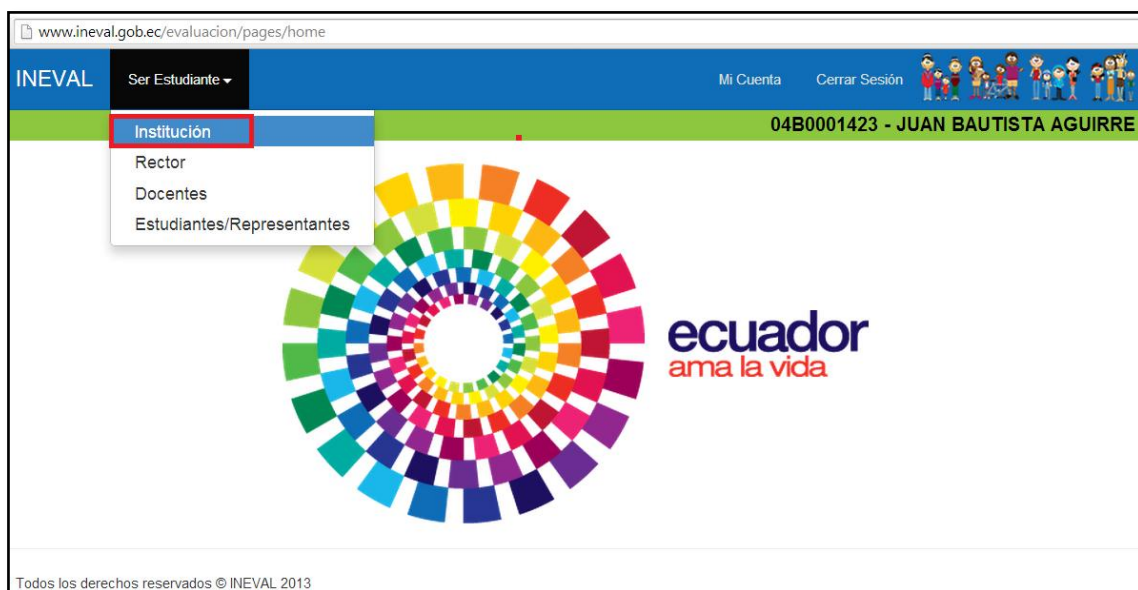 www.ineval.gob.ec/evaluacion/pages/home
INEVAL Ser Estudiante Mi Cuenta Cerrar Sesión
04B0001423 - JUAN BAUTISTA AGUIRRE
Institución
Rector
Docentes
Estudiantes/Representantes
ecuador
ama la vida
Todos los derechos reservados © INEVAL 2013